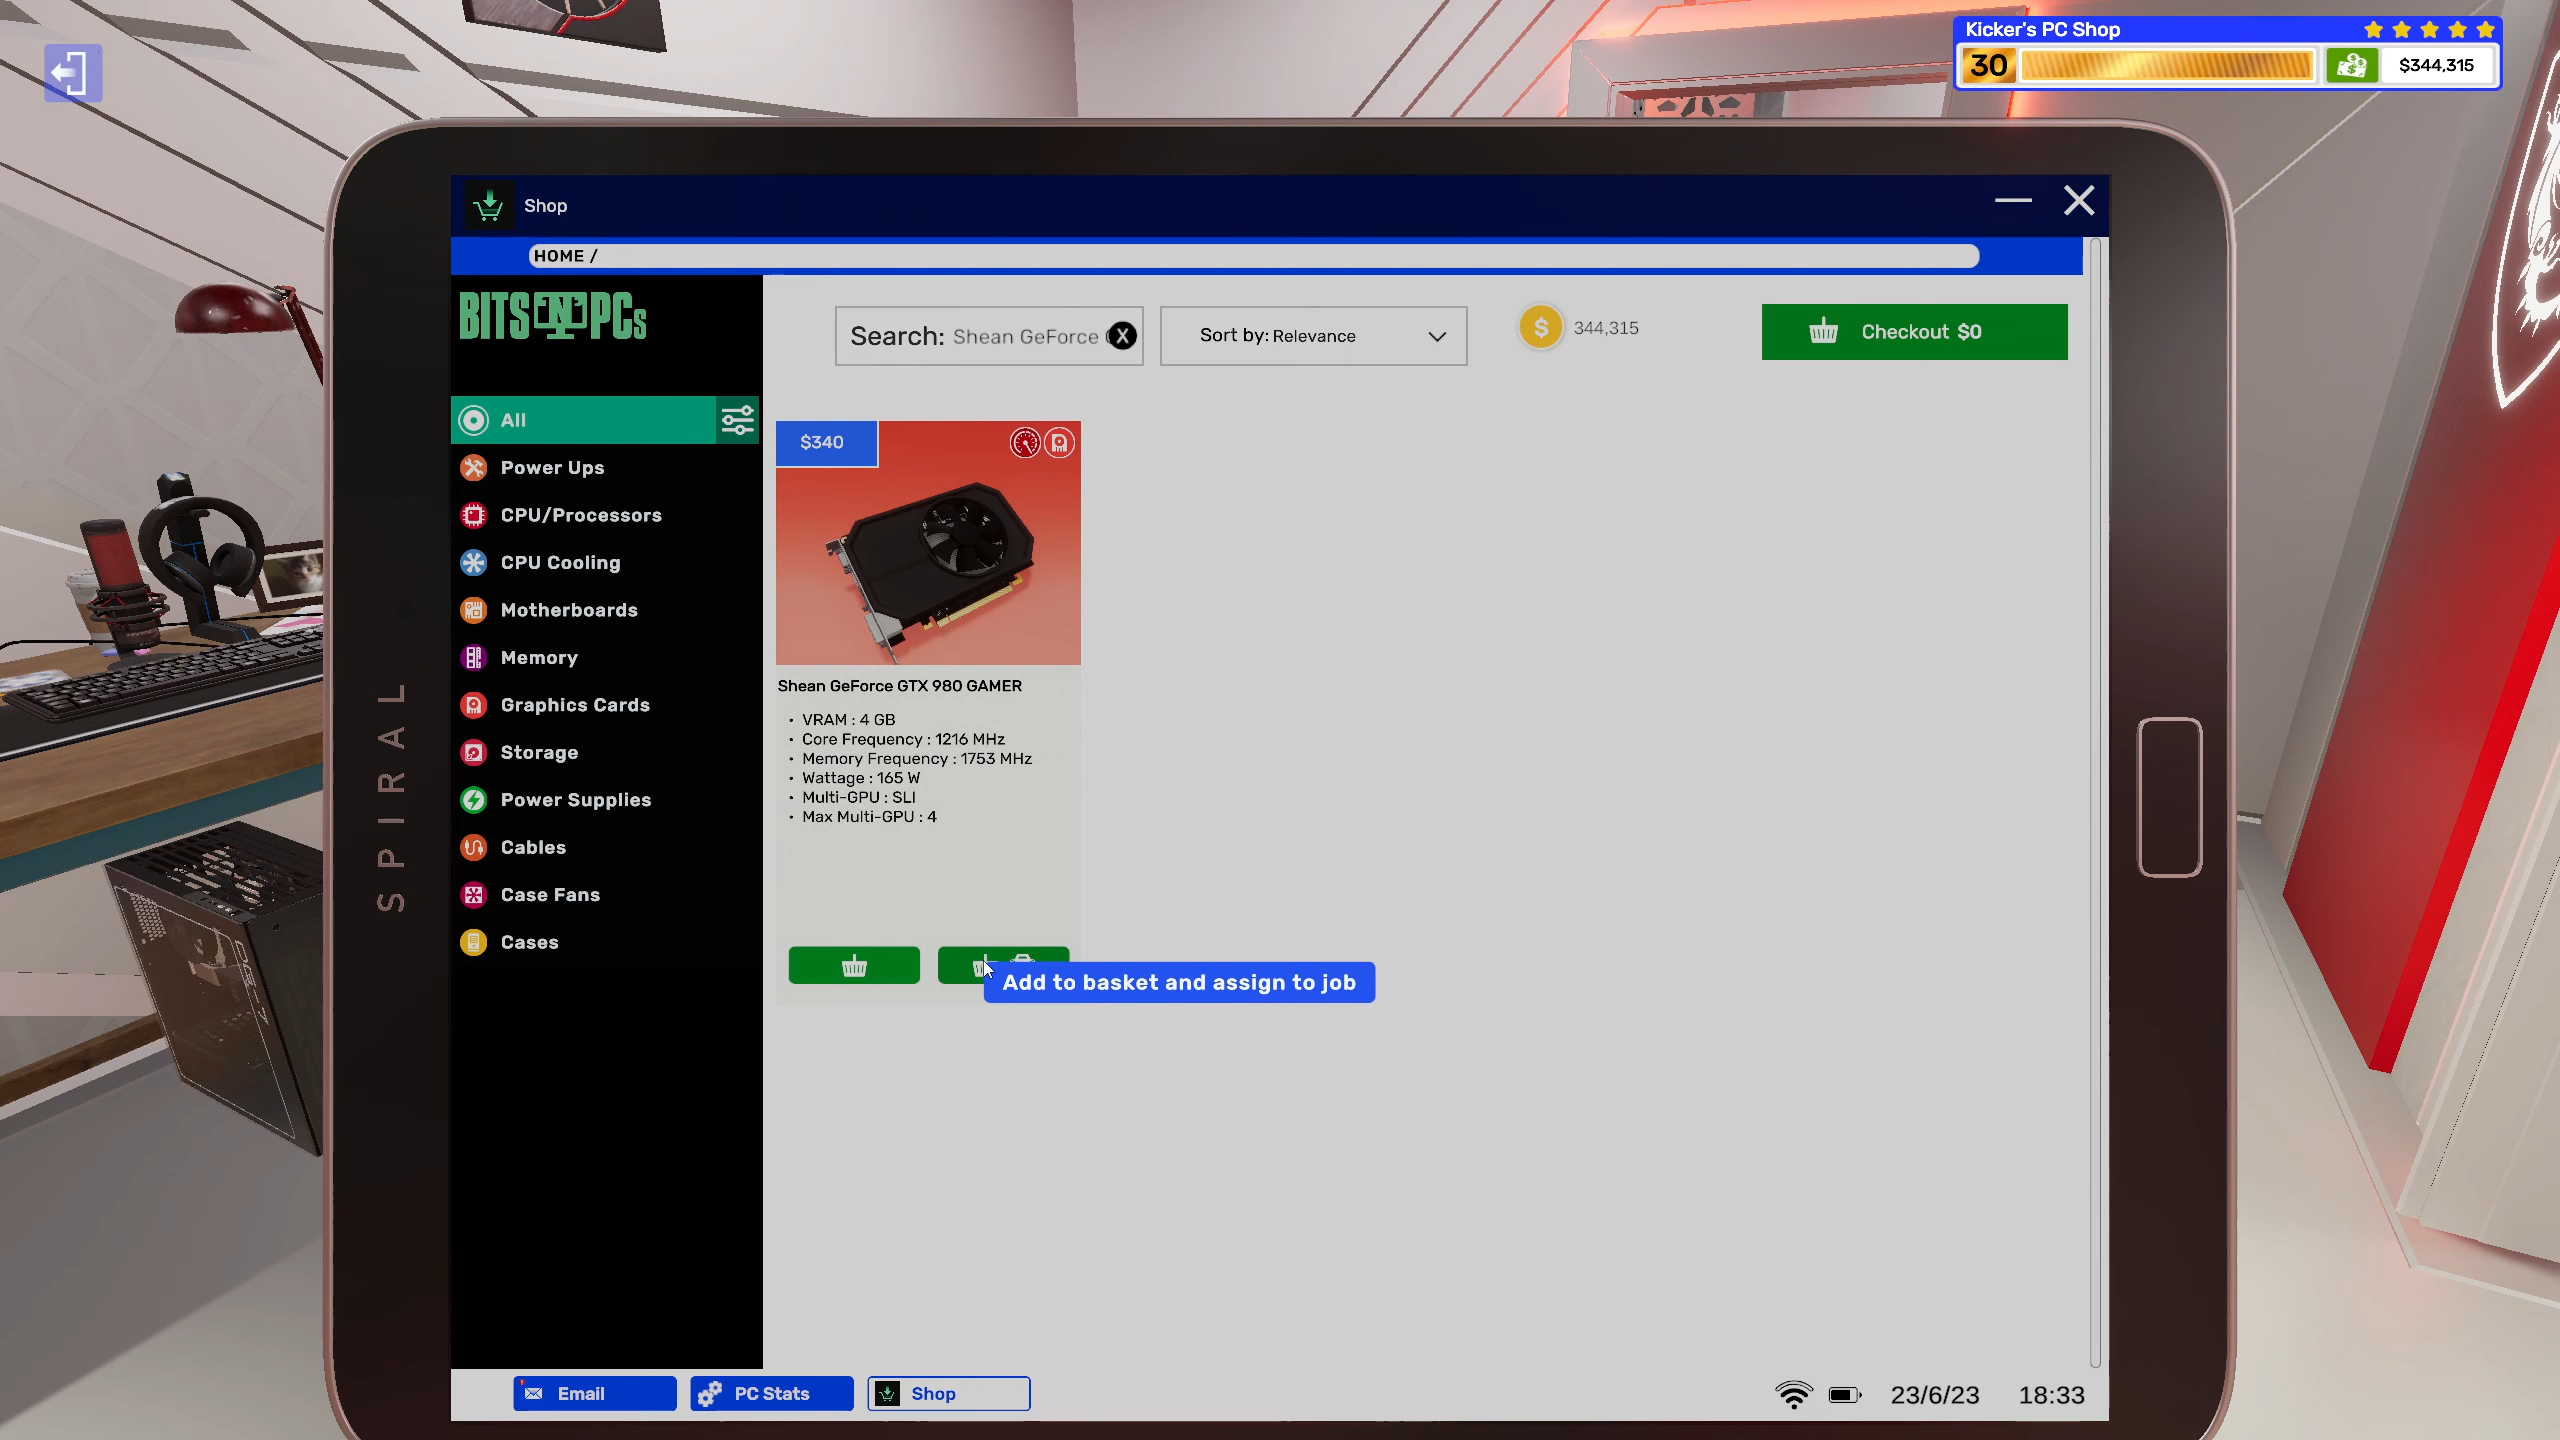 Kicker's PC Shop
30
$344,315
Shop
HOME /
BITS EN PCs
Search: Shean GeForce
X
Sort by: Relevance
$ 344,315
Checkout $0
All
Power Ups
CPU/Processors
CPU Cooling
Motherboards
Memory
Graphics Cards
Storage
Power Supplies
Cables
Case Fans
Cases
$340
Shean GeForce GTX 980 GAMER
• VRAM : 4 GB
• Core Frequency : 1216 MHz
• Memory Frequency : 1753 MHz
• Wattage : 165 W
• Multi-GPU : SLI
• Max Multi-GPU : 4
Add to basket and assign to job
SPIRAL
Email
PC Stats
Shop
23/6/23
18:33